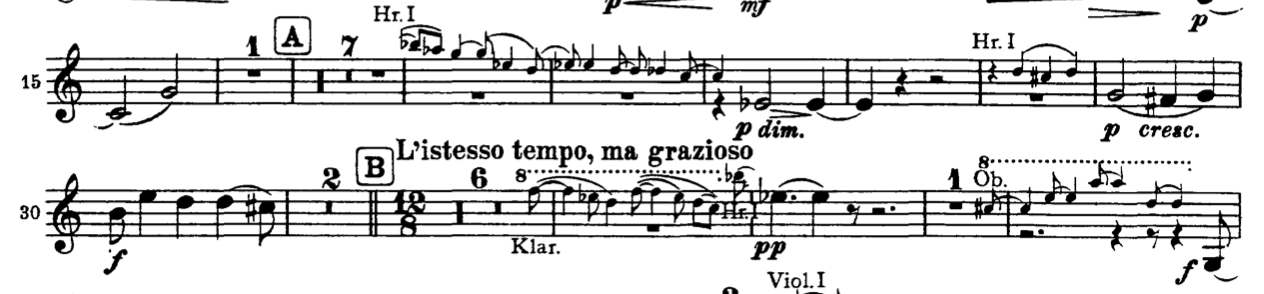 p mf p
Hr. I
1 A 7 Hr. I
15
p dim. p cresc.
L'istesso tempo, ma grazioso
2 B 12 6 8 8 1 Ob.
30 8 Hr. I
f Klar. pp f
Viol. I